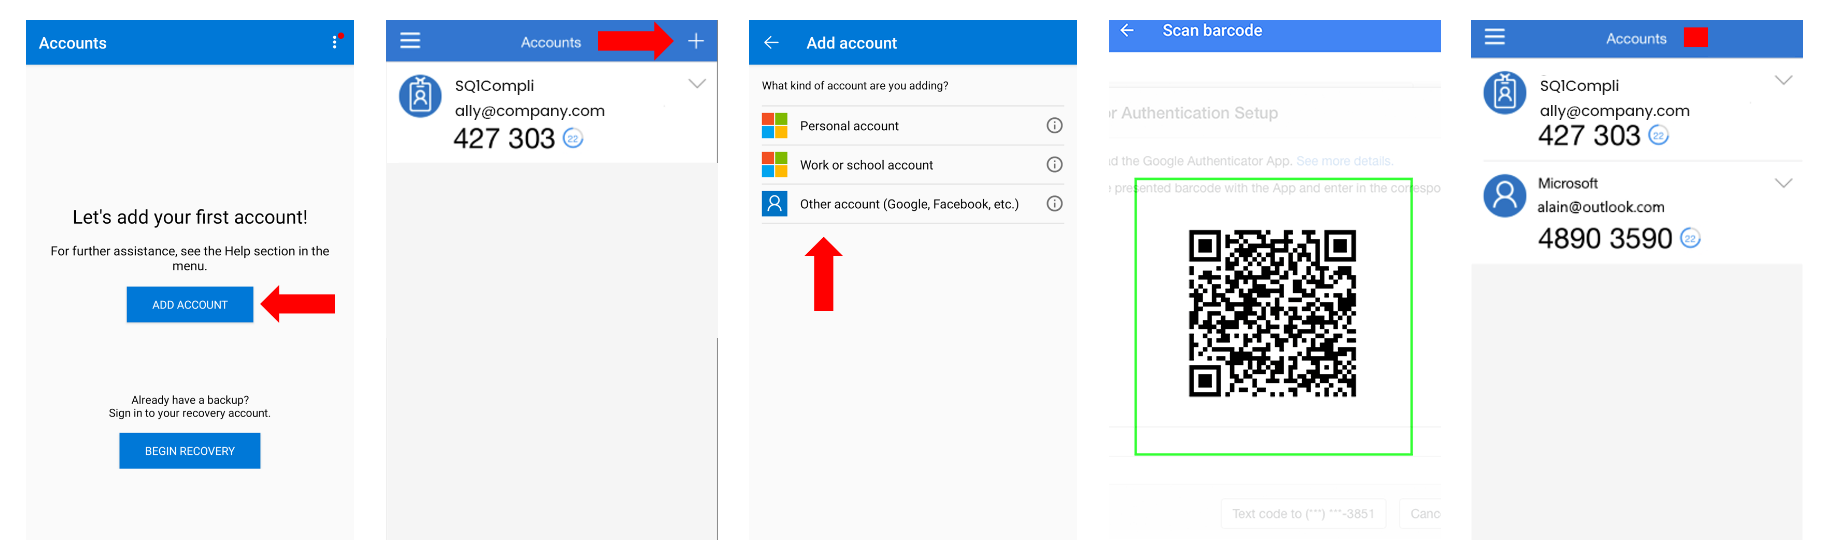 Accounts
Let's add your first account!
For further assistance, see the Help section in the
menu.
ADD ACCOUNT
Already have a backup?
Sign in to your recovery account.
BEGIN RECOVERY
Accounts
SQ1Compli
ally@company.com
427 303 22
Add account
What kind of account are you adding?
Personal account
Work or school account
Other account (Google, Facebook, etc.)
Scan barcode
r Authentication Setup
d the Google Authenticator App. See more details.
presented barcode with the App and enter in the correspo
Text code to (***) ***-3851
Canc
Accounts
SQ1Compli
ally@company.com
427 303 22
Microsoft
alain@outlook.com
4890 3590 22